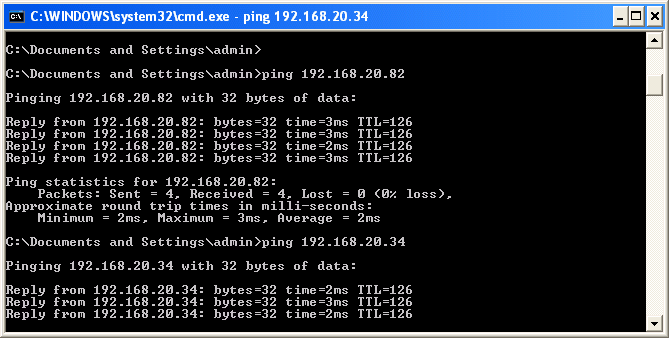 C:\WINDOWS\system32\cmd.exe - ping 192.168.20.34
C:\Documents and Settings\admin>
C:\Documents and Settings\admin>ping 192.168.20.82
Pinging 192.168.20.82 with 32 bytes of data:
Reply from 192.168.20.82: bytes=32 time=3ms TTL=126
Reply from 192.168.20.82: bytes=32 time=3ms TTL=126
Reply from 192.168.20.82: bytes=32 time=2ms TTL=126
Reply from 192.168.20.82: bytes=32 time=3ms TTL=126
Ping statistics for 192.168.20.82:
    Packets: Sent = 4, Received = 4, Lost = 0 (0% loss),
Approximate round trip times in milli-seconds:
    Minimum = 2ms, Maximum = 3ms, Average = 2ms
C:\Documents and Settings\admin>ping 192.168.20.34
Pinging 192.168.20.34 with 32 bytes of data:
Reply from 192.168.20.34: bytes=32 time=2ms TTL=126
Reply from 192.168.20.34: bytes=32 time=3ms TTL=126
Reply from 192.168.20.34: bytes=32 time=2ms TTL=126